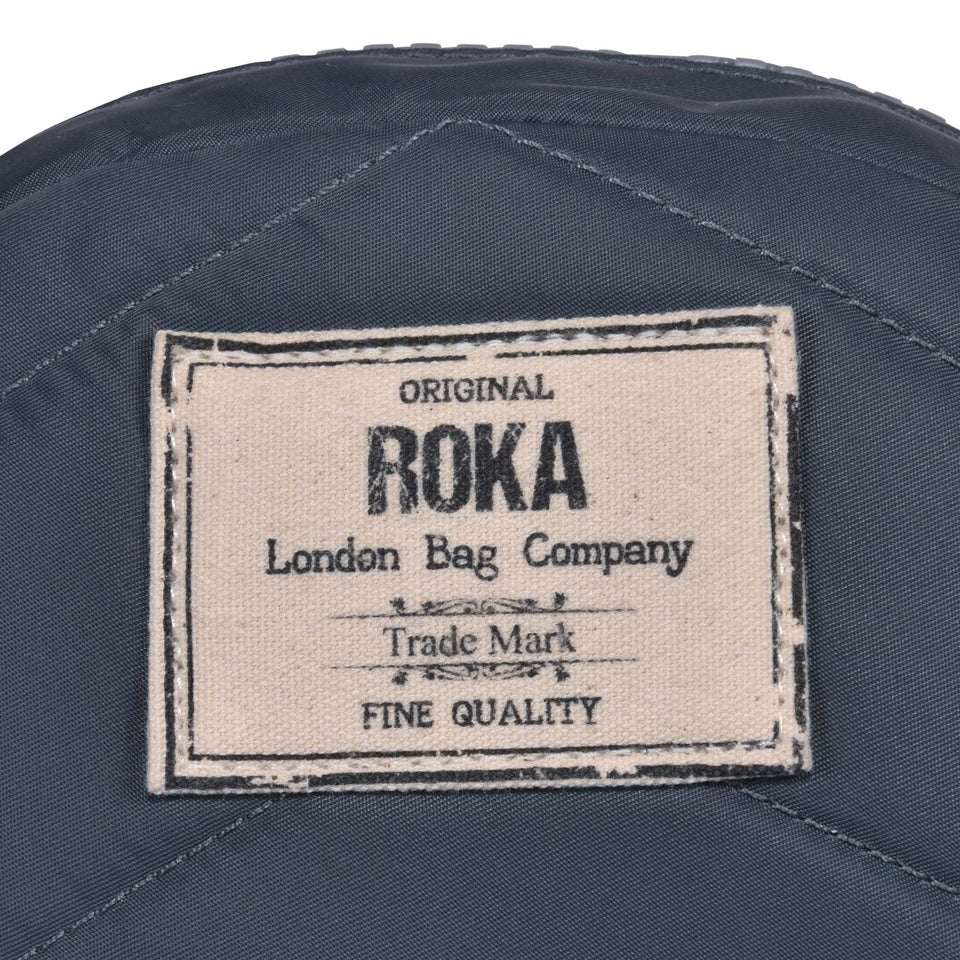 ORIGINAL
ROKA
London Bag Company
Trade Mark
FINE QUALITY